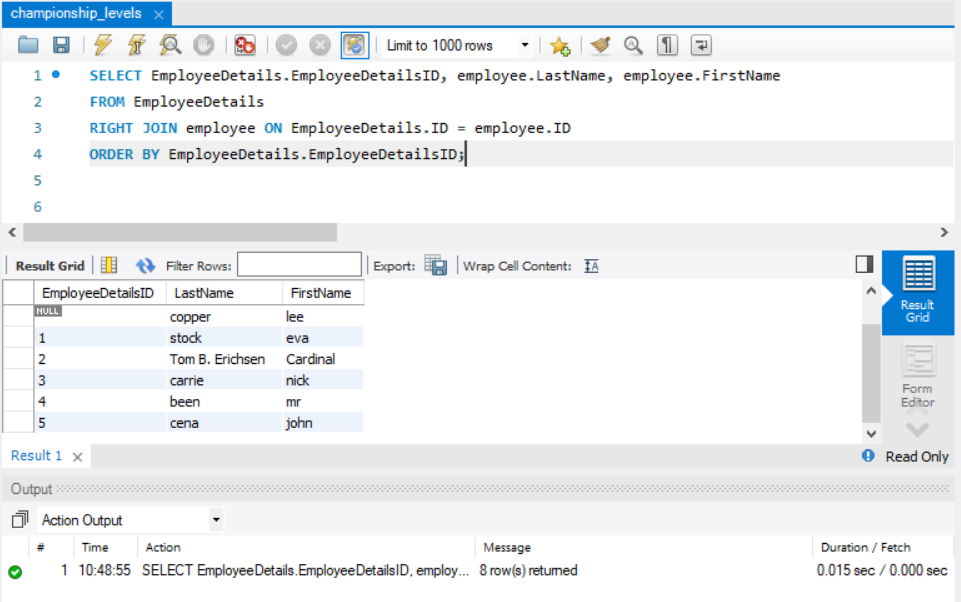 championship_levels
Limit to 1000 rows
1 SELECT EmployeeDetails.EmployeeDetailsID, employee.LastName, employee.FirstName
2 FROM EmployeeDetails
3 RIGHT JOIN employee ON EmployeeDetails.ID = employee.ID
4 ORDER BY EmployeeDetails.EmployeeDetailsID;
5
6
Result Grid Filter Rows: Export: Wrap Cell Content: IA
EmployeeDetailsID LastName FirstName
NULL copper lee
1 stock eva
2 Tom B. Erichsen Cardinal
3 carrie nick
4 been mr
5 cena john
Result Grid
Form Editor
Result 1 Read Only
Output
Action Output
# Time Action Message Duration / Fetch
1 10:48:55 SELECT EmployeeDetails.EmployeeDetailsID, employ... 8 row(s) returned 0.015 sec / 0.000 sec